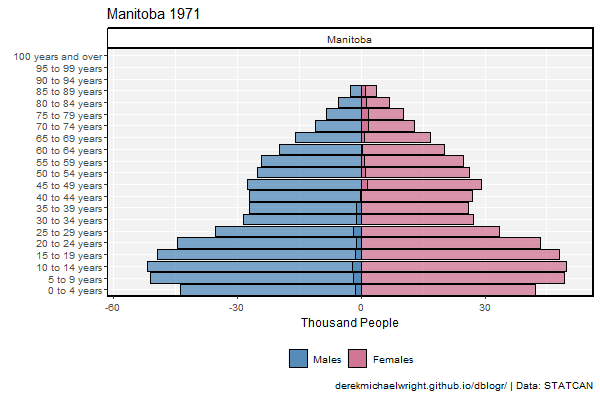 Manitoba 1971
Manitoba
100 years and over
95 to 99 years
90 to 94 years
85 to 89 years
80 to 84 years
75 to 79 years
70 to 74 years
65 to 69 years
60 to 64 years
55 to 59 years
50 to 54 years
45 to 49 years
40 to 44 years
35 to 39 years
30 to 34 years
25 to 29 years
20 to 24 years
15 to 19 years
10 to 14 years
5 to 9 years
0 to 4 years
-60 -30 0 30
Thousand People
Males Females
derekmichaelwright.github.io/dblogr/ | Data: STATCAN